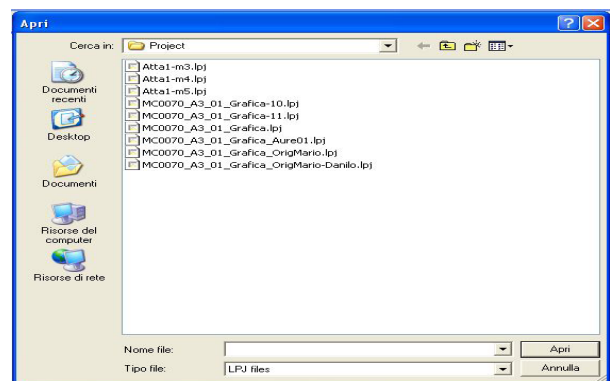 Apri
Cerca in: Project
Atta1-m3.lpj
Atta1-m4.lpj
Atta1-m5.lpj
MC0070_A3_01_Grafica-10.lpj
MC0070_A3_01_Grafica-11.lpj
MC0070_A3_01_Grafica.lpj
MC0070_A3_01_Grafica_Aure01.lpj
MC0070_A3_01_Grafica_OrigMario.lpj
MC0070_A3_01_Grafica_OrigMario-Danilo.lpj
Documenti
recenti
Desktop
Documenti
Risorse del
computer
Risorse di rete
Nome file: Apri
Tipo file: LPJ files Annulla